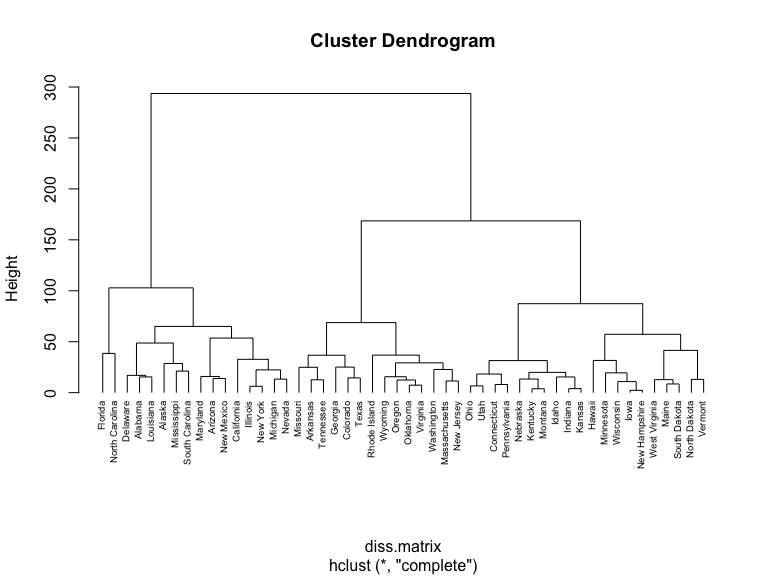 Cluster Dendrogram
Height
300
250
200
150
100
50
0
Florida
North Carolina
Delaware
Alabama
Louisiana
Alaska
Mississippi
South Carolina
Maryland
Arizona
New Mexico
California
Illinois
New York
Michigan
Nevada
Missouri
Arkansas
Tennessee
Georgia
Colorado
Texas
Rhode Island
Wyoming
Oregon
Oklahoma
Virginia
Washington
Massachusetts
New Jersey
Ohio
Utah
Connecticut
Pennsylvania
Nebraska
Kentucky
Montana
Idaho
Indiana
Kansas
Hawaii
Minnesota
Wisconsin
Iowa
New Hampshire
West Virginia
Maine
South Dakota
North Dakota
Vermont
diss.matrix
hclust (*, "complete")